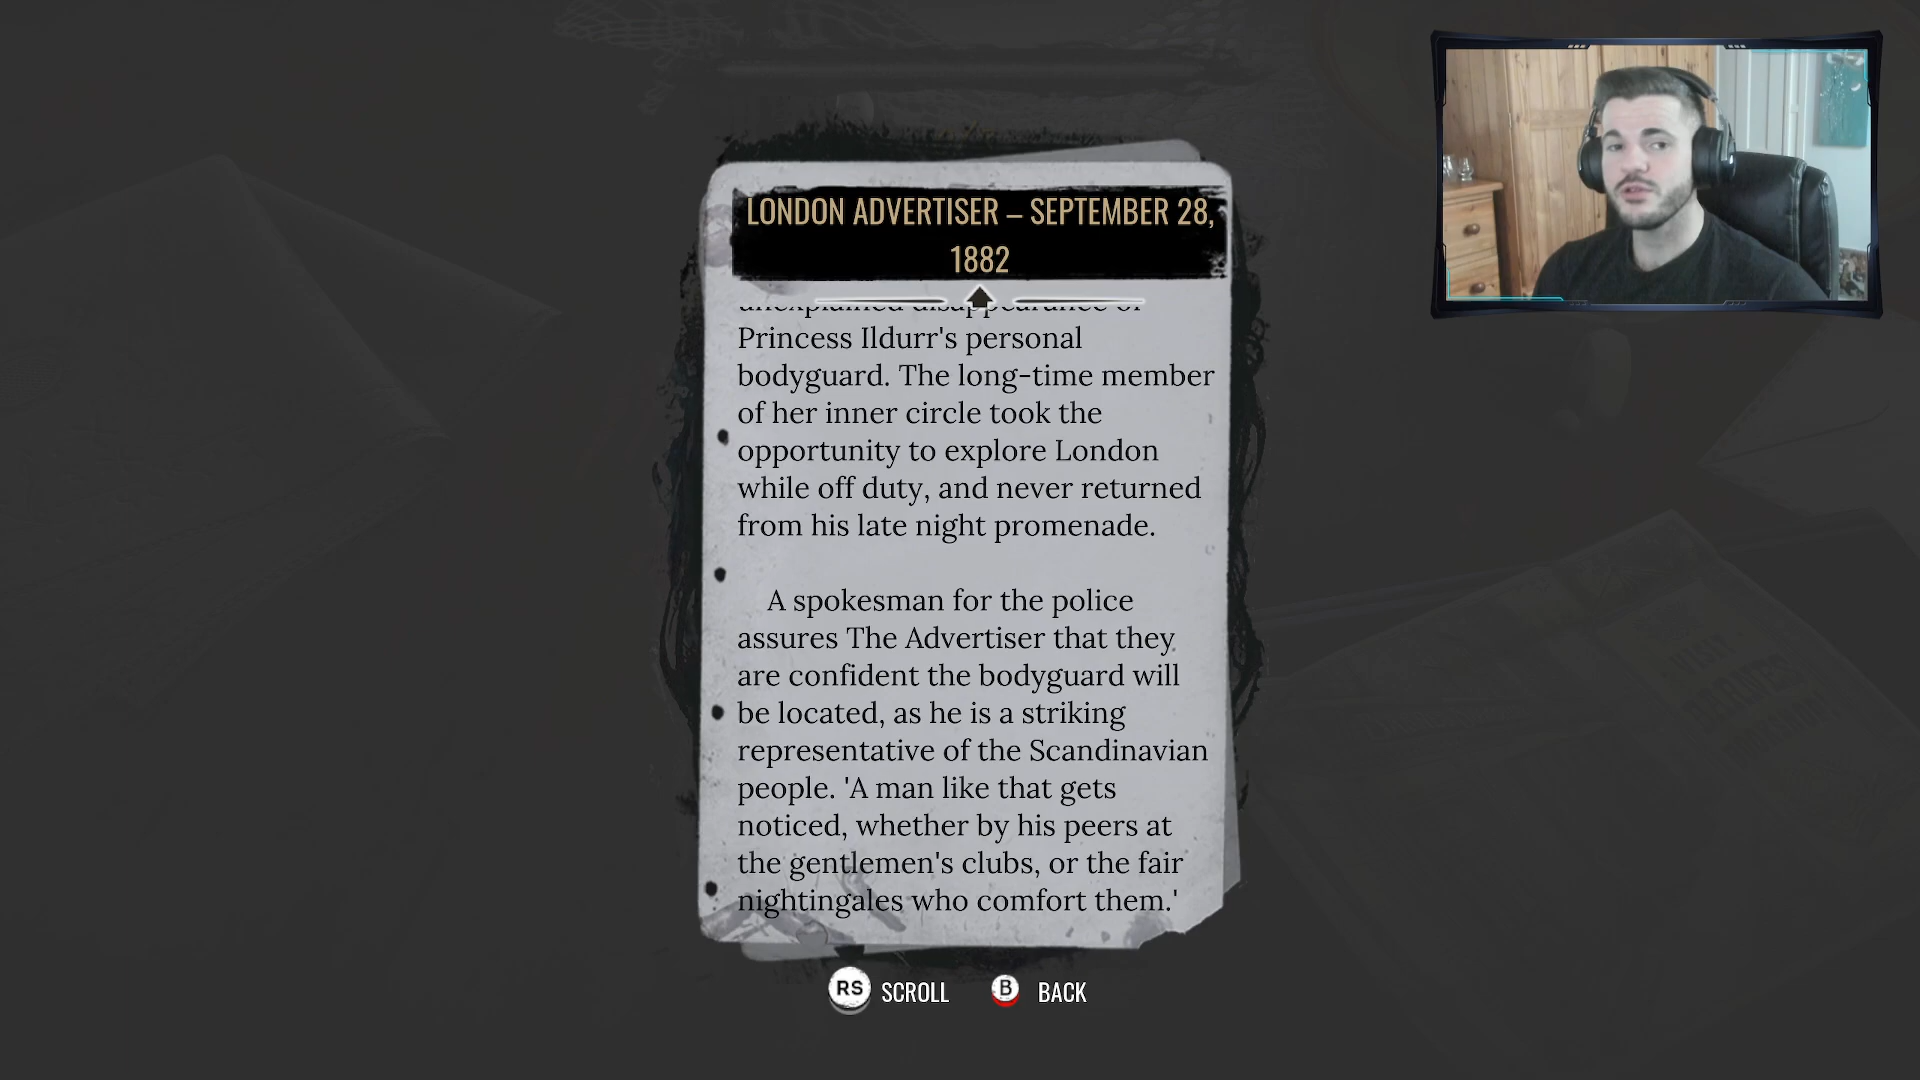 LONDON ADVERTISER – SEPTEMBER 28,
1882
unexplained disappearance of
Princess Ildurr's personal
bodyguard. The long-time member
of her inner circle took the
opportunity to explore London
while off duty, and never returned
from his late night promenade.
A spokesman for the police
assures The Advertiser that they
are confident the bodyguard will
be located, as he is a striking
representative of the Scandinavian
people. 'A man like that gets
noticed, whether by his peers at
the gentlemen's clubs, or the fair
nightingales who comfort them.'
RS SCROLL B BACK